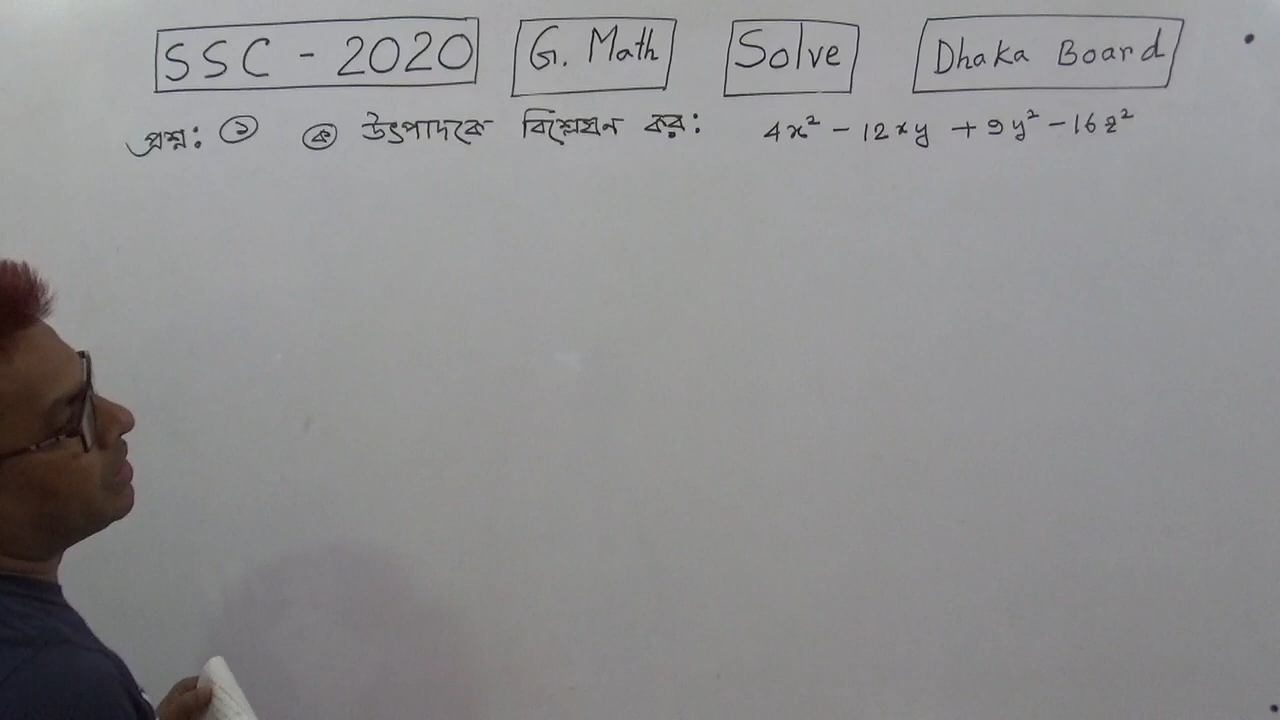 SSC - 2020 G. Math Solve Dhaka Board
প্রশ্ন: ১ ক উৎপাদকে বিশ্লেষন কর: 4x² - 12xy + 9y² - 16z²